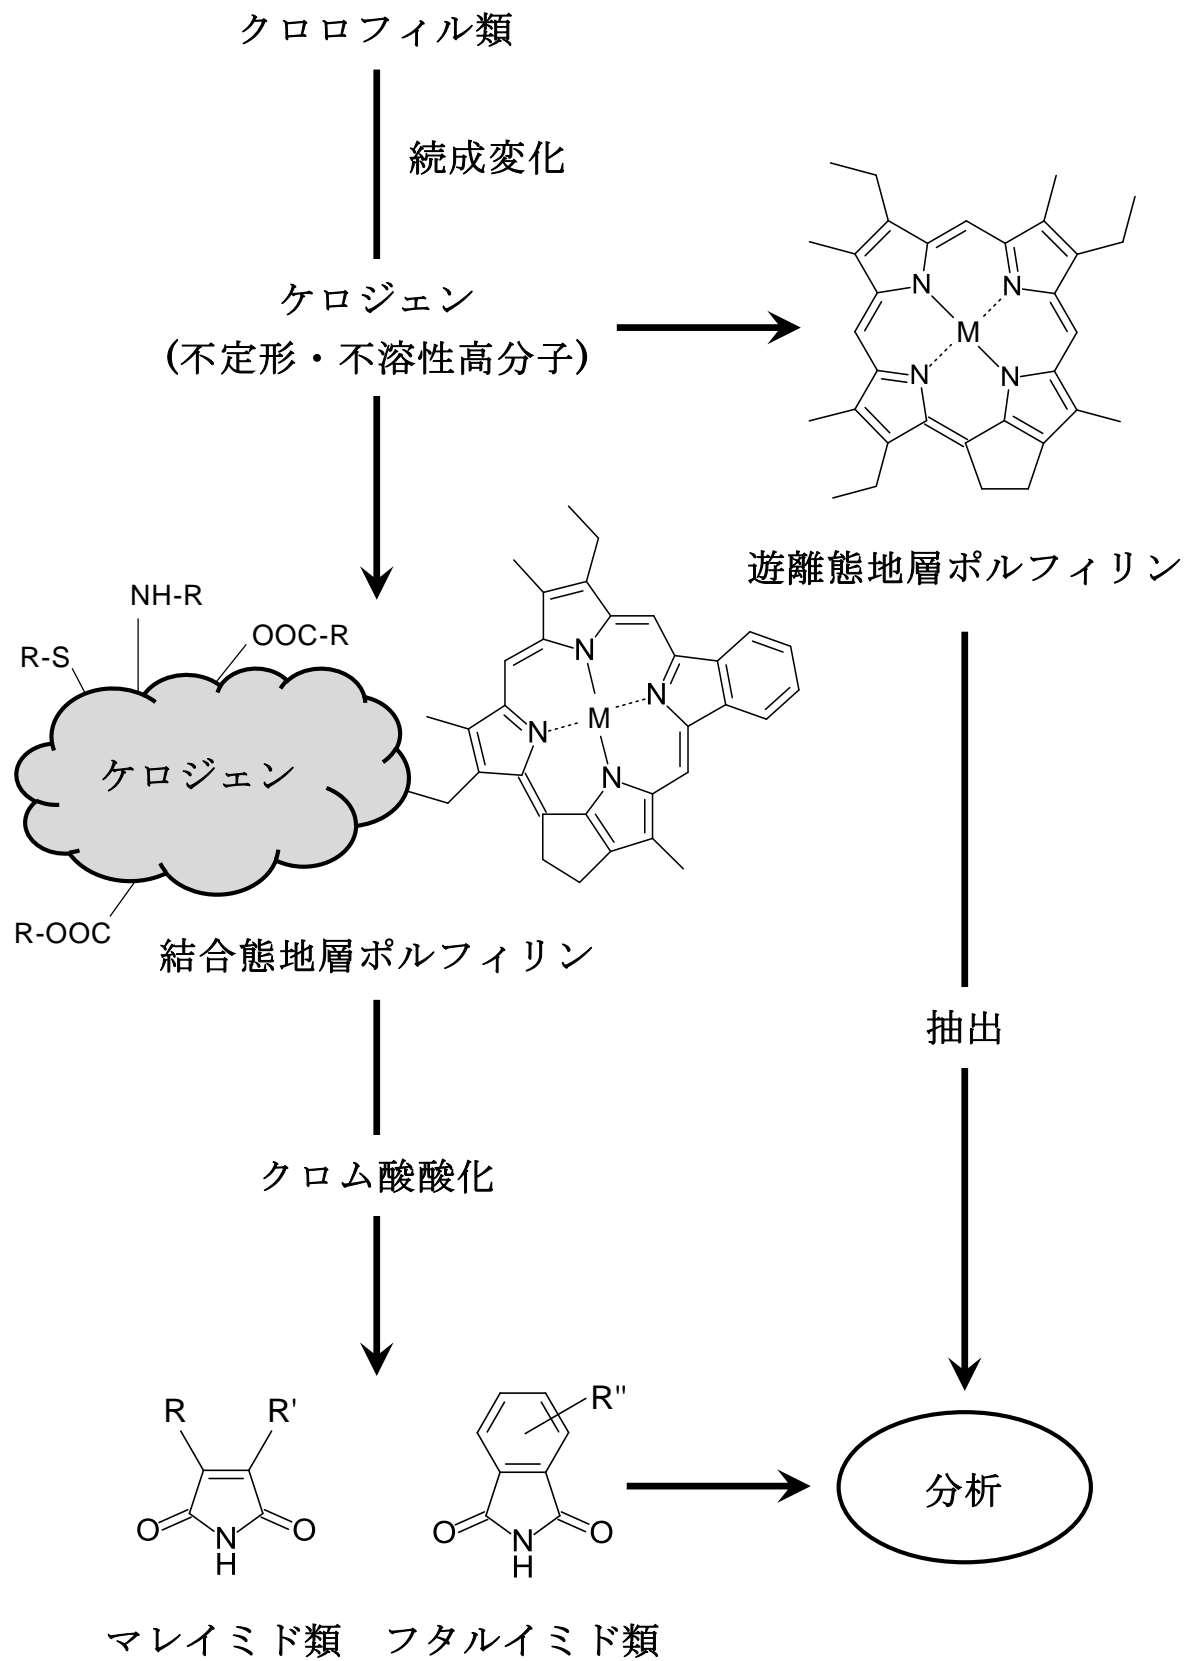 クロロフィル類
続成変化
ケロジェン
(不定形・不溶性高分子)
N
N
M
N
N
遊離態地層ポルフィリン
NH-R
OOC-R
R-S
N
N
M
N
N
ケロジェン
R-OOC
結合態地層ポルフィリン
抽出
クロム酸酸化
R
R'
R''
O
N
H
O
O
N
H
O
分析
マレイミド類
フタルイミド類